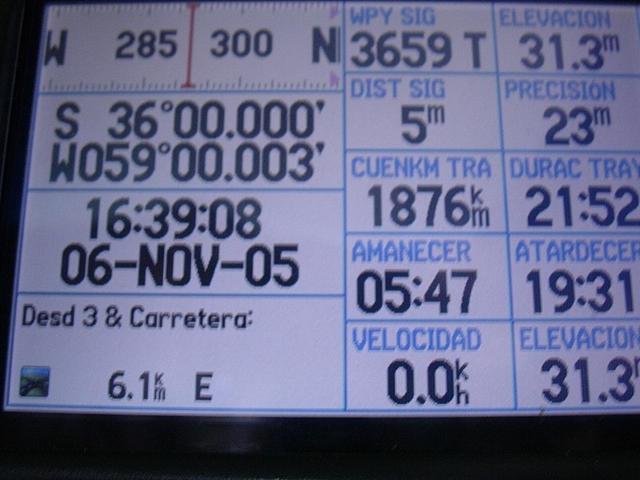 W 285 300 N
S 36°00.000'
W059°00.003'
16:39:08
06-NOV-05
Desd 3 & Carretera:
6.1km E
WPY SIG
3659 T
ELEVACION
31.3m
DIST SIG
5m
PRECISION
23m
CUENKM TRA
1876km
DURAC TRAY
21:52
AMANECER
05:47
ATARDECER
19:31
VELOCIDAD
0.0kh
ELEVACION
31.3m